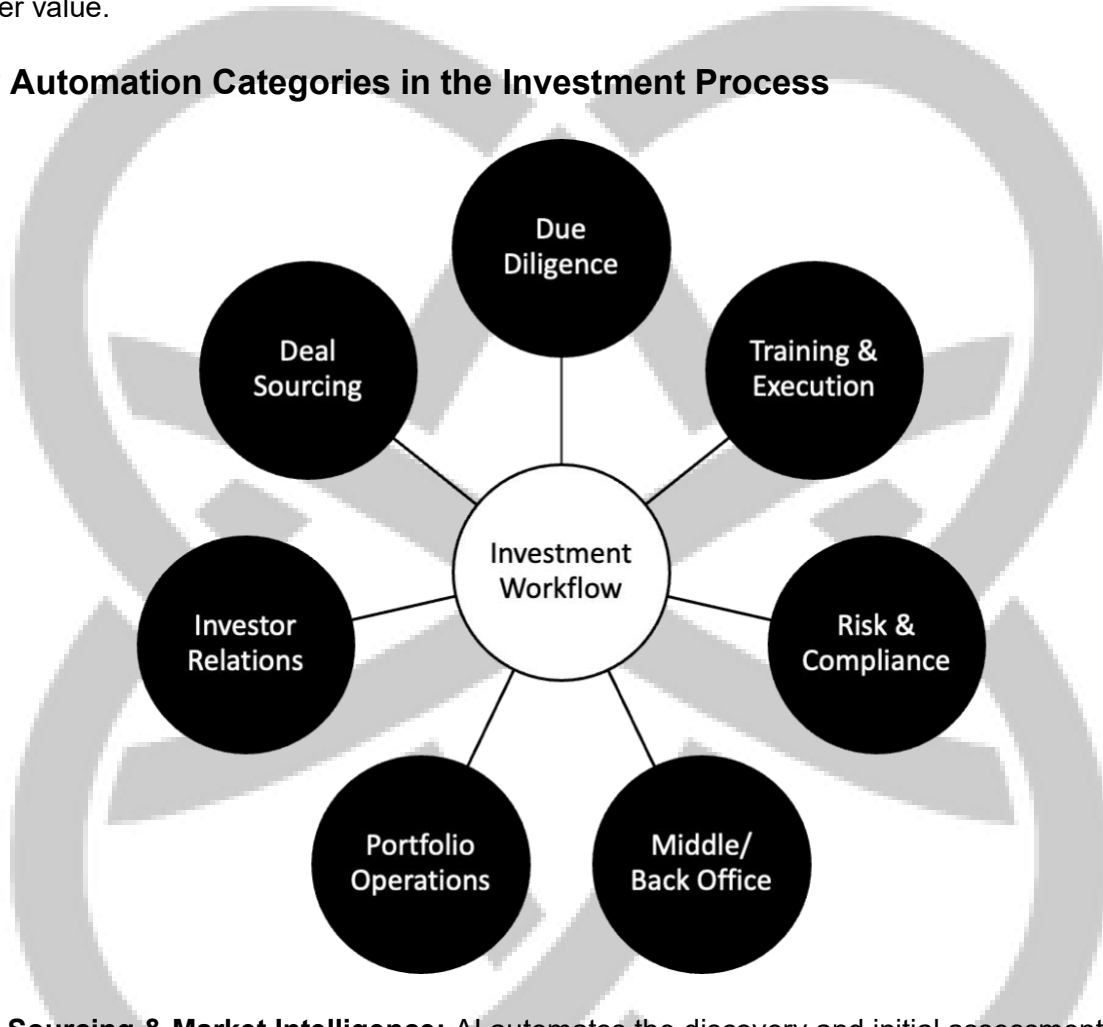 er value.
Automation Categories in the Investment Process
Due
Diligence
Deal
Sourcing
Training &
Execution
Investment
Workflow
Investor
Relations
Risk &
Compliance
Portfolio
Operations
Middle/
Back Office
Sourcing & Market Intelligence: AI automates the discovery and initial assessment